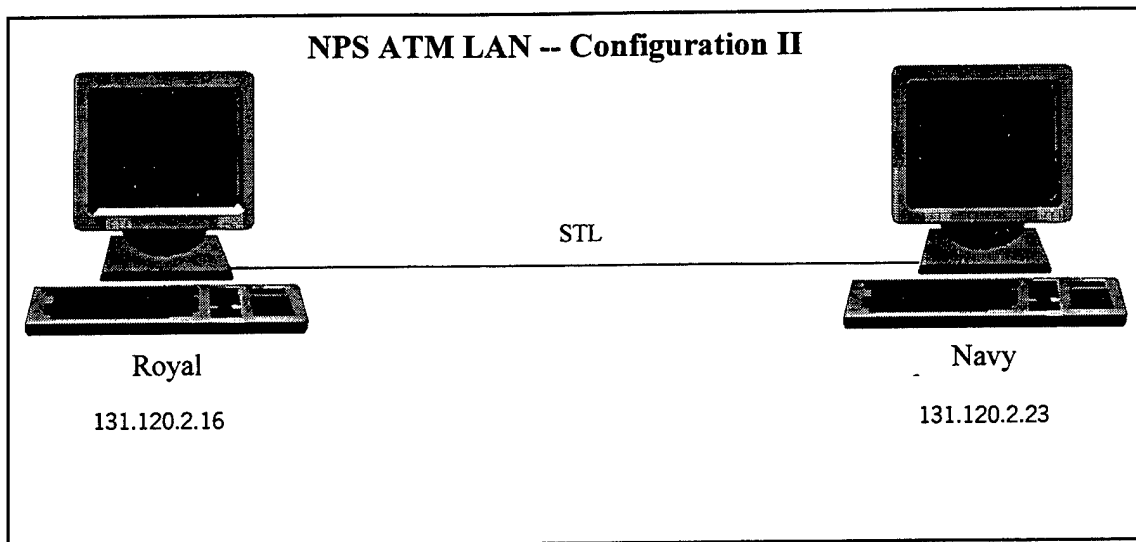 NPS ATM LAN -- Configuration II
STL
Royal
Navy
131.120.2.16
131.120.2.23